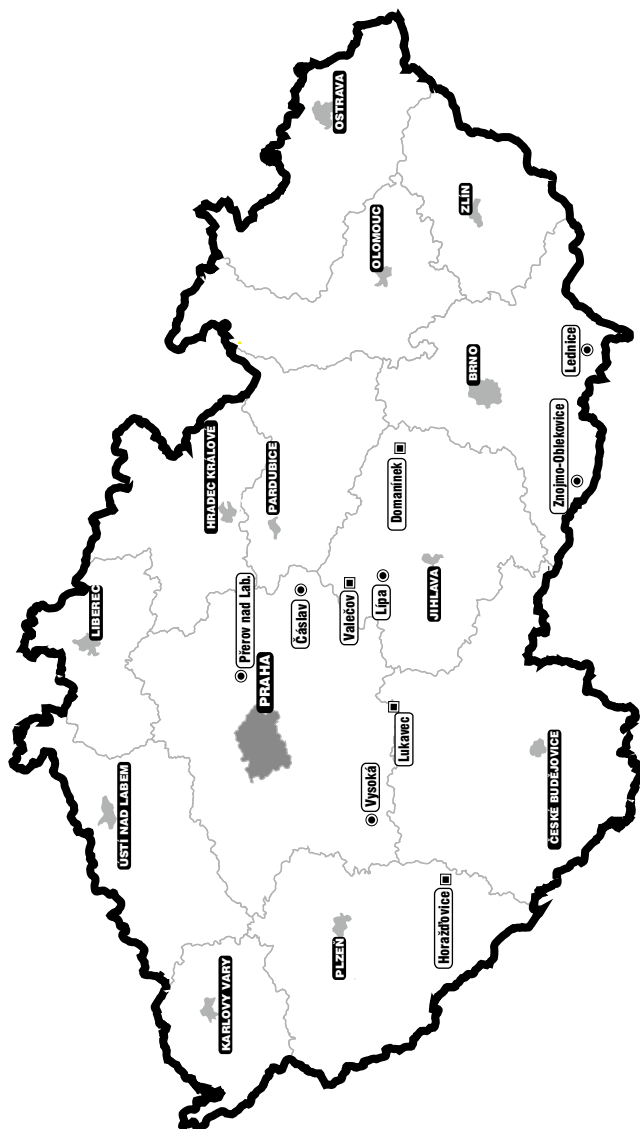 LIBEREC
ÚSTÍ NAD LABEM
HRADEC KRÁLOVÉ
KARLOVY VARY
Přerov nad Lab.
PRAHA
PARDUBICE
Čáslav
PLZEŇ
OSTRAVA
Valečov
Vysoká
OLOMOUC
Lípa
Domanínek
Lukavec
JIHLAVA
Horažďovice
ZLÍN
BRNO
ČESKÉ BUDĚJOVICE
Znojmo-Oblekovice
Lednice